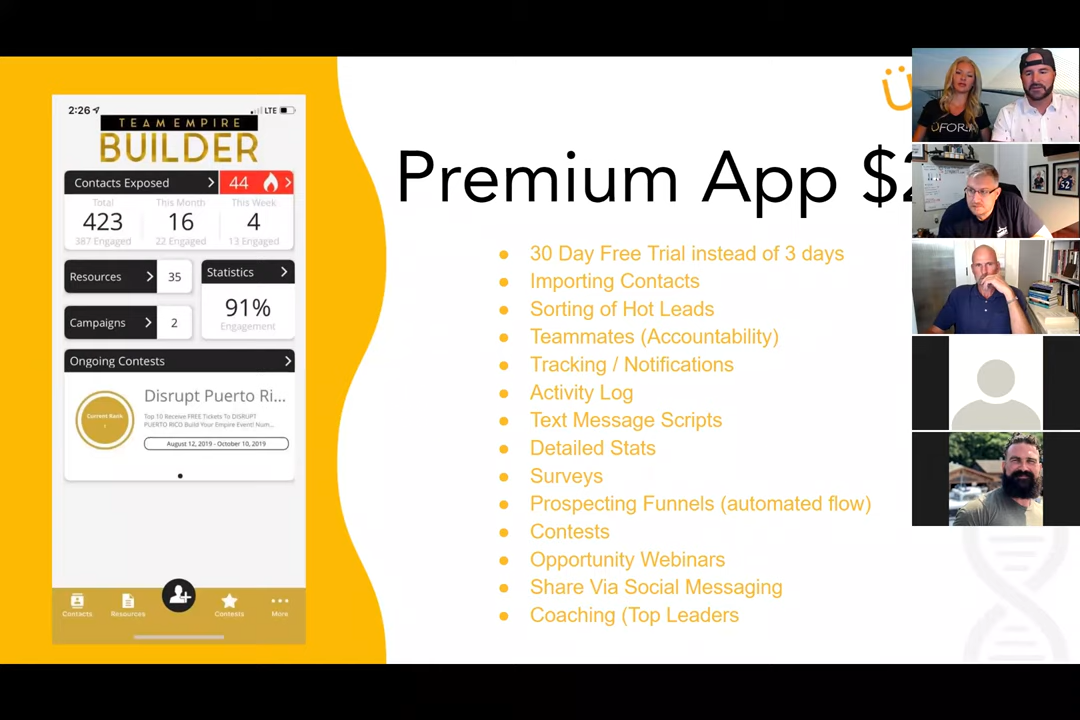 2:26
LTE
TEAM EMPIRE
BUILDER
Contacts Exposed
44
Total
This Month
This Week
423
16
4
387 Engaged
22 Engaged
13 Engaged
Resources
35
Statistics
91%
Engagement
Campaigns
2
Ongoing Contests
Current Rank
Disrupt Puerto Ri...
Top 10 Receive FREE Tickets To DISRUPT
PUERTO RICO Build Your Empire Event! Num...
August 12, 2019 - October 10, 2019
Contacts
Resources
Contests
More
Ü
Premium App $2
● 30 Day Free Trial instead of 3 days
● Importing Contacts
● Sorting of Hot Leads
● Teammates (Accountability)
● Tracking / Notifications
● Activity Log
● Text Message Scripts
● Detailed Stats
● Surveys
● Prospecting Funnels (automated flow)
● Contests
● Opportunity Webinars
● Share Via Social Messaging
● Coaching (Top Leaders
52